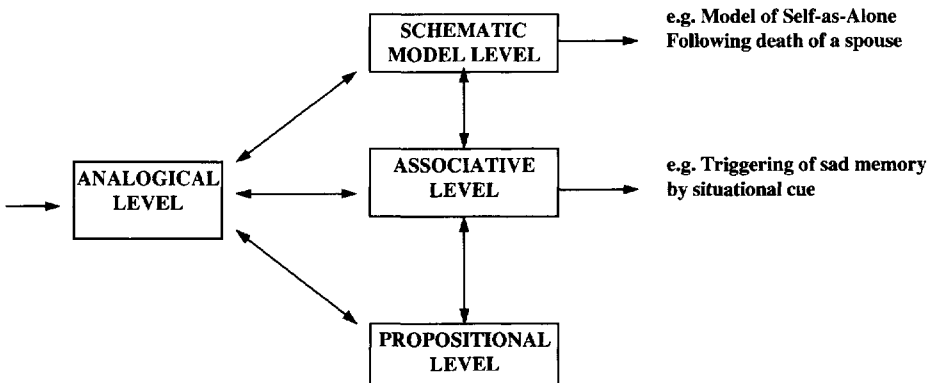 SCHEMATIC
MODEL LEVEL
e.g. Model of Self-as-Alone
Following death of a spouse
ANALOGICAL
LEVEL
ASSOCIATIVE
LEVEL
e.g. Triggering of sad memory
by situational cue
PROPOSITIONAL
LEVEL